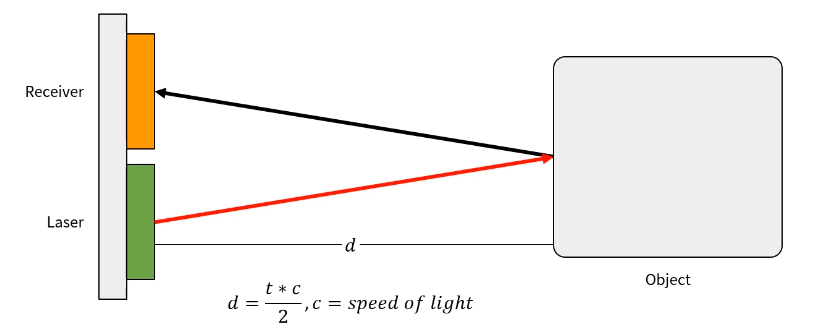 Receiver
Laser
d
Object
d = t * c / 2 , c = speed of light